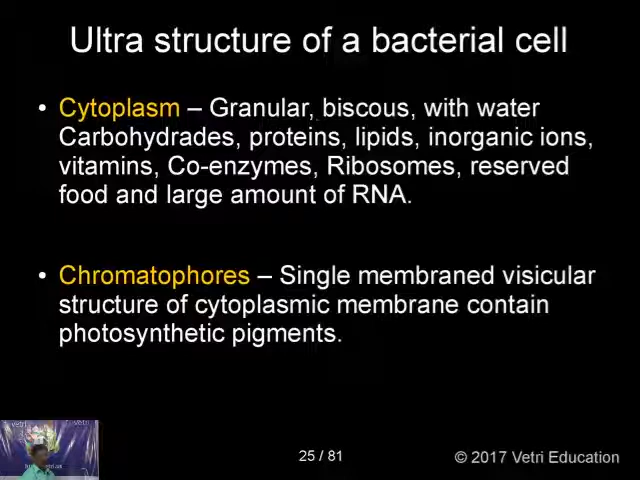 Ultra structure of a bacterial cell
• Cytoplasm – Granular, biscous, with water
Carbohydrades, proteins, lipids, inorganic ions,
vitamins, Co-enzymes, Ribosomes, reserved
food and large amount of RNA.
• Chromatophores – Single membraned visicular
structure of cytoplasmic membrane contain
photosynthetic pigments.
vetri
Vetri
25 / 81
© 2017 Vetri Education